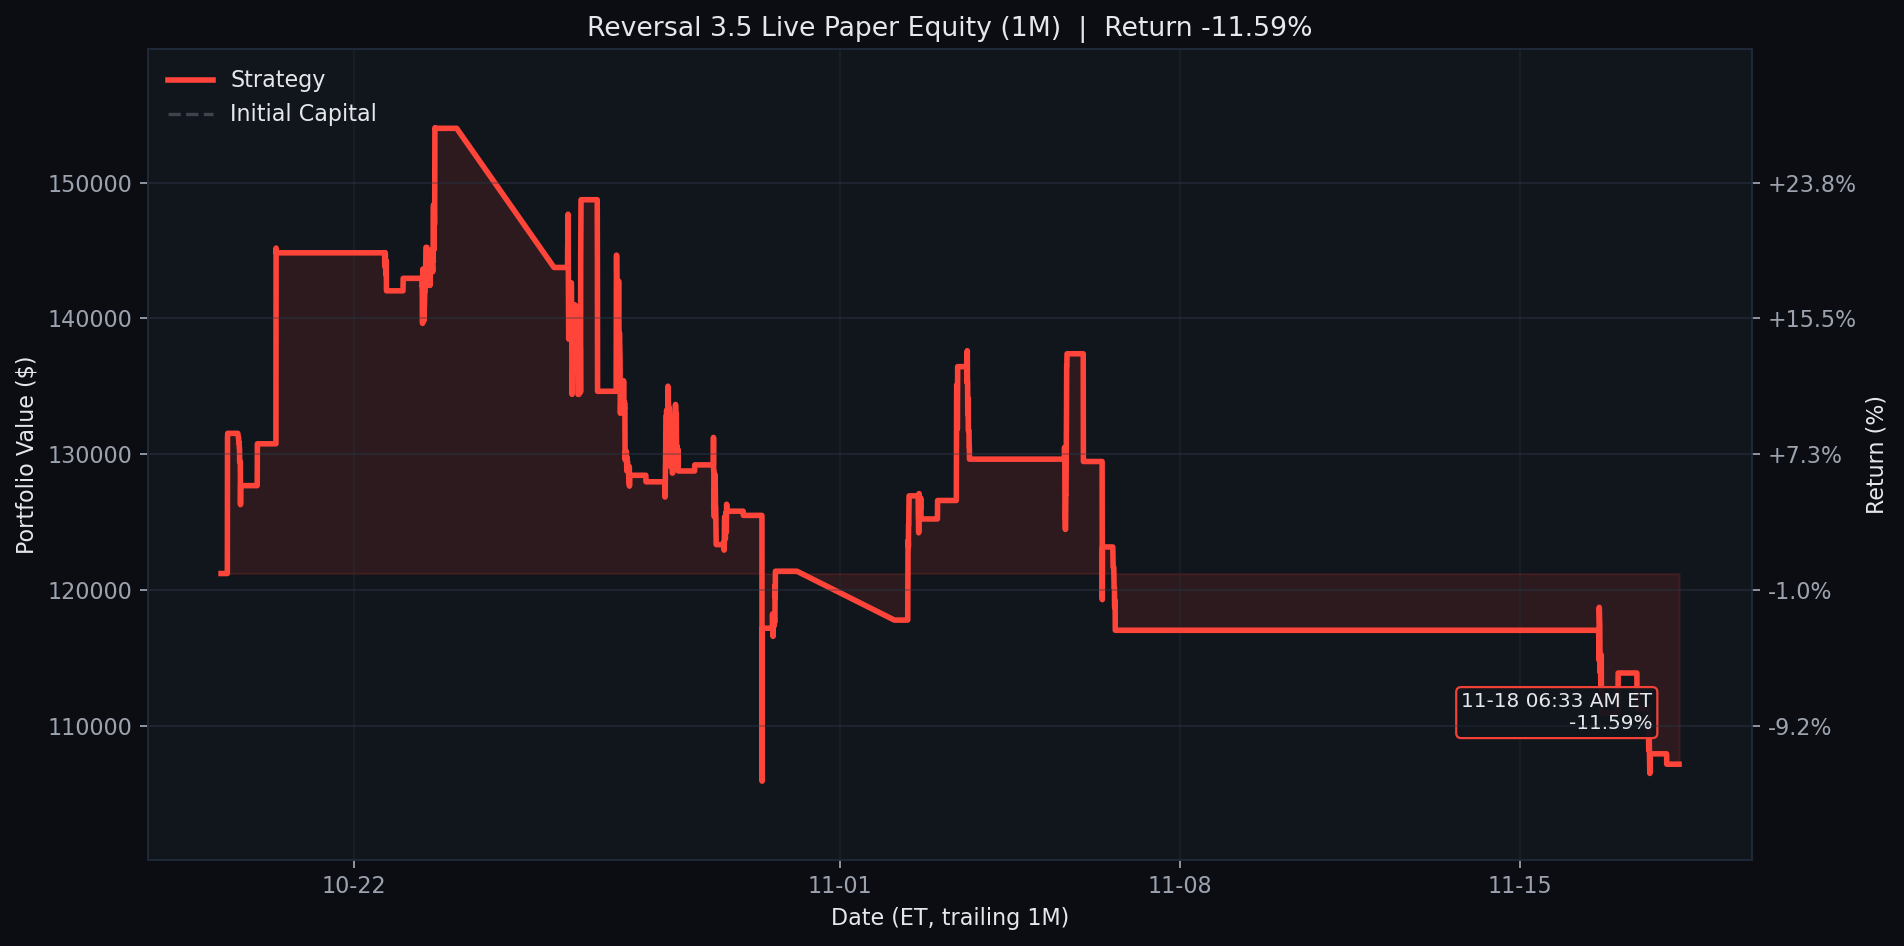 Reversal 3.5 Live Paper Equity (1M)  |  Return -11.59%
Strategy
Initial Capital
150000
140000
130000
120000
110000
Portfolio Value ($)
+23.8%
+15.5%
+7.3%
-1.0%
-9.2%
Return (%)
11-18 06:33 AM ET
-11.59%
10-22
11-01
11-08
11-15
Date (ET, trailing 1M)